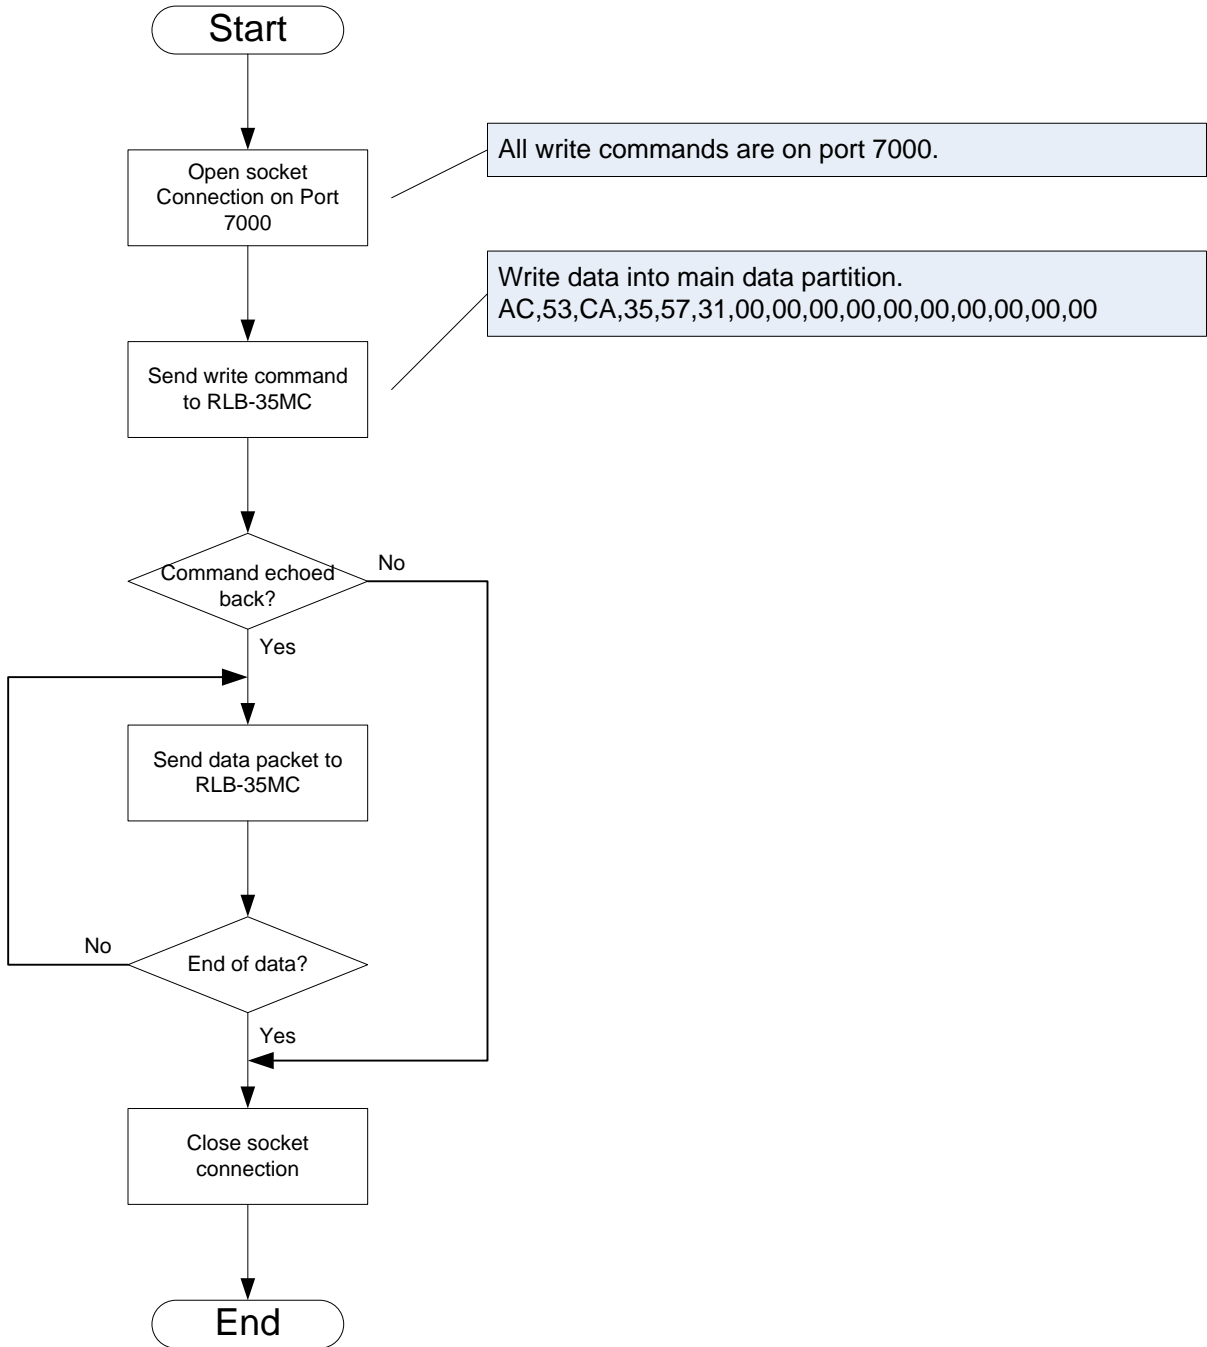 Start
Open socket
Connection on Port
7000
All write commands are on port 7000.
Write data into main data partition.
AC,53,CA,35,57,31,00,00,00,00,00,00,00,00,00,00
Send write command
to RLB-35MC
Command echoed
back?
No
Yes
Send data packet to
RLB-35MC
No
End of data?
Yes
Close socket
connection
End